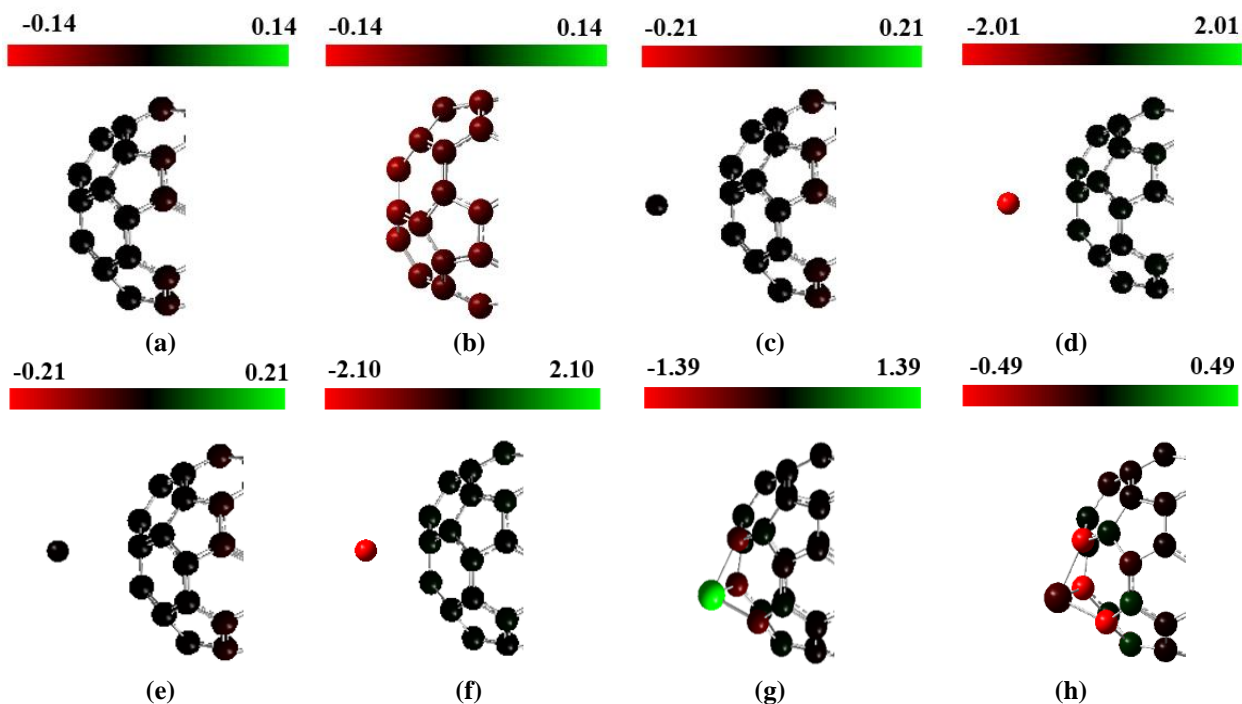 -0.14 0.14 -0.14 0.14 -0.21 0.21 -2.01 2.01
(a) (b) (c) (d)
-0.21 0.21 -2.10 2.10 -1.39 1.39 -0.49 0.49
(e) (f) (g) (h)